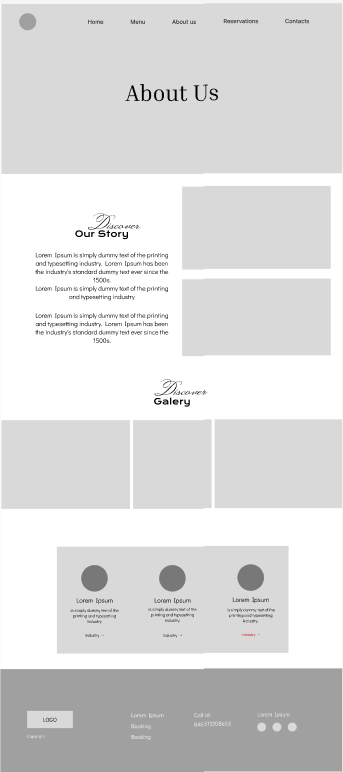 Home Menu About us Reservations Contacts
About Us
Discover
Our Story
Lorem Ipsum is simply dummy text of the printing
and typesetting industry. Lorem Ipsum has been
the industry's standard dummy text ever since the
1500s.
Lorem Ipsum is simply dummy text of the printing
and typesetting industry
Lorem Ipsum is simply dummy text of the printing
and typesetting industry. Lorem Ipsum has been
the industry's standard dummy text ever since the
1500s.
Discover
Galery
Lorem Ipsum
is simply dummy text of the
printing and typesetting
industry.
Industry →
Lorem Ipsum
is simply dummy text of the
printing and typesetting
industry.
Industry →
Lorem Ipsum
is simply dummy text of the
printing and typesetting
industry.
Industry →
LOGO
Copyright
Lorem Ipsum
Booking
Booking
Call us
Lorem Ipsum